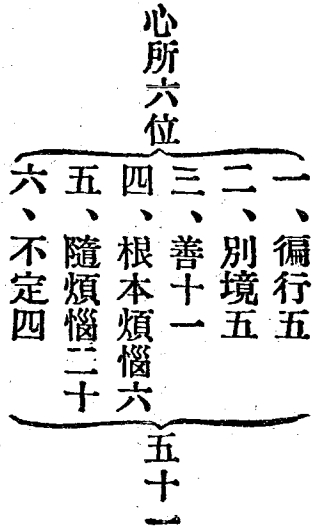 心所六位
一、徧行五
二、別境五
三、善十一
四、根本煩惱六
五、隨煩惱二十
六、不定四
五十一